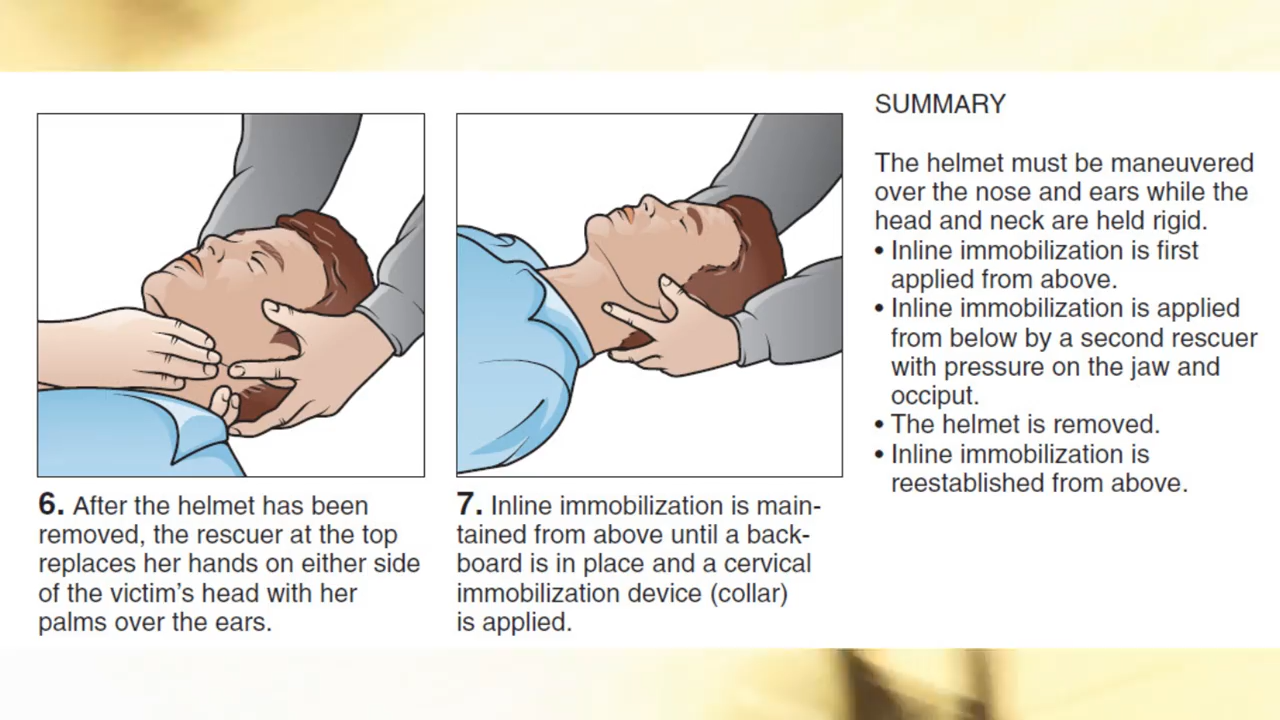 6. After the helmet has been
removed, the rescuer at the top
replaces her hands on either side
of the victim's head with her
palms over the ears.
7. Inline immobilization is main-
tained from above until a back-
board is in place and a cervical
immobilization device (collar)
is applied.
SUMMARY
The helmet must be maneuvered
over the nose and ears while the
head and neck are held rigid.
• Inline immobilization is first
applied from above.
• Inline immobilization is applied
from below by a second rescuer
with pressure on the jaw and
occiput.
• The helmet is removed.
• Inline immobilization is
reestablished from above.